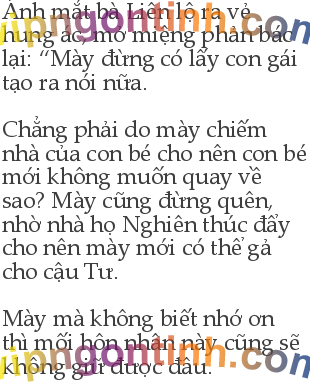 Ánh mắt bà Liên lộ ra vẻ
hung ác, mở miệng phản bác
lại: “Mày đừng có lấy con gái
tạo ra nói nữa.
Chẳng phải do mày chiếm
nhà của con bé cho nên con bé
mới không muốn quay về
sao? Mày cũng đừng quên,
nhờ nhà họ Nghiên thúc đẩy
cho nên mày mới có thể gả
cho cậu Tư.
Mày mà không biết nhớ ơn
thì mối hôn nhân này cũng sẽ
không giữ được đâu.
vipngontinh.com
vipngontinh.com